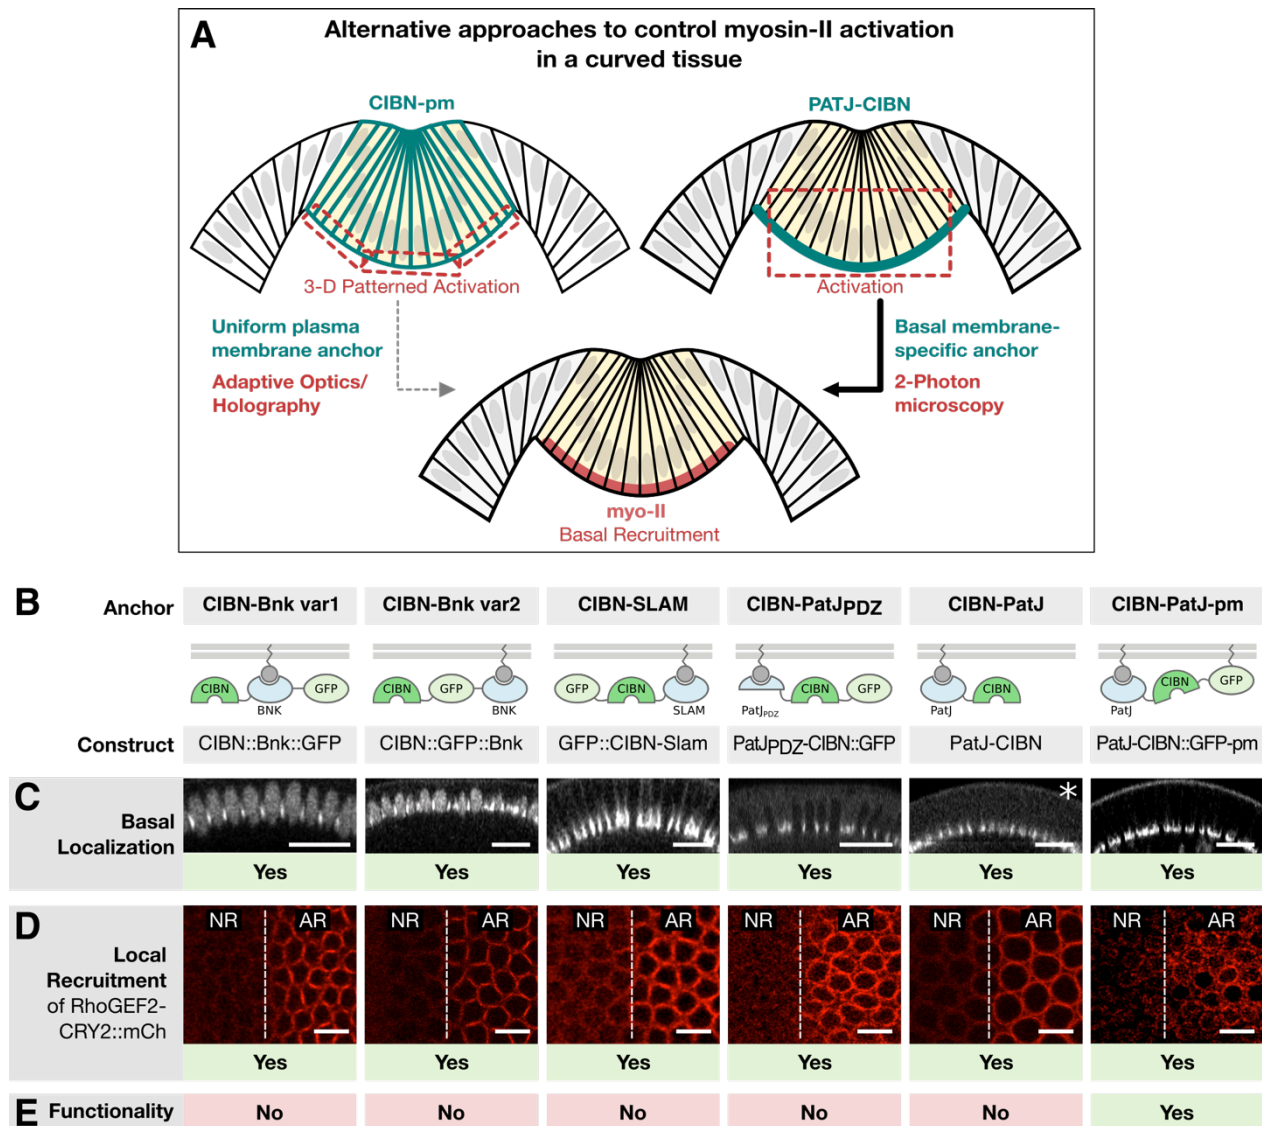 A
Alternative approaches to control myosin-II activation
in a curved tissue
CIBN-pm
PATJ-CIBN
3-D Patterned Activation
Activation
Uniform plasma
membrane anchor
Adaptive Optics/
Holography
Basal membrane-
specific anchor
2-Photon
microscopy
myo-II
Basal Recruitment
B
Anchor
CIBN-Bnk var1
CIBN-Bnk var2
CIBN-SLAM
CIBN-PatJPDZ
CIBN-PatJ
CIBN-PatJ-pm
CIBN
BNK
GFP
CIBN
GFP
BNK
GFP
CIBN
SLAM
PatJPDZ
CIBN
GFP
PatJ
CIBN
PatJ
CIBN
GFP
Construct
CIBN::Bnk::GFP
CIBN::GFP::Bnk
GFP::CIBN-Slam
PatJPDZ-CIBN::GFP
PatJ-CIBN
PatJ-CIBN::GFP-pm
C
Basal
Localization
*
Yes
Yes
Yes
Yes
Yes
Yes
D
Local
Recruitment
of RhoGEF2-
CRY2::mCh
NR AR
NR AR
NR AR
NR AR
NR AR
NR AR
Yes
Yes
Yes
Yes
Yes
Yes
E
Functionality
No
No
No
No
No
Yes